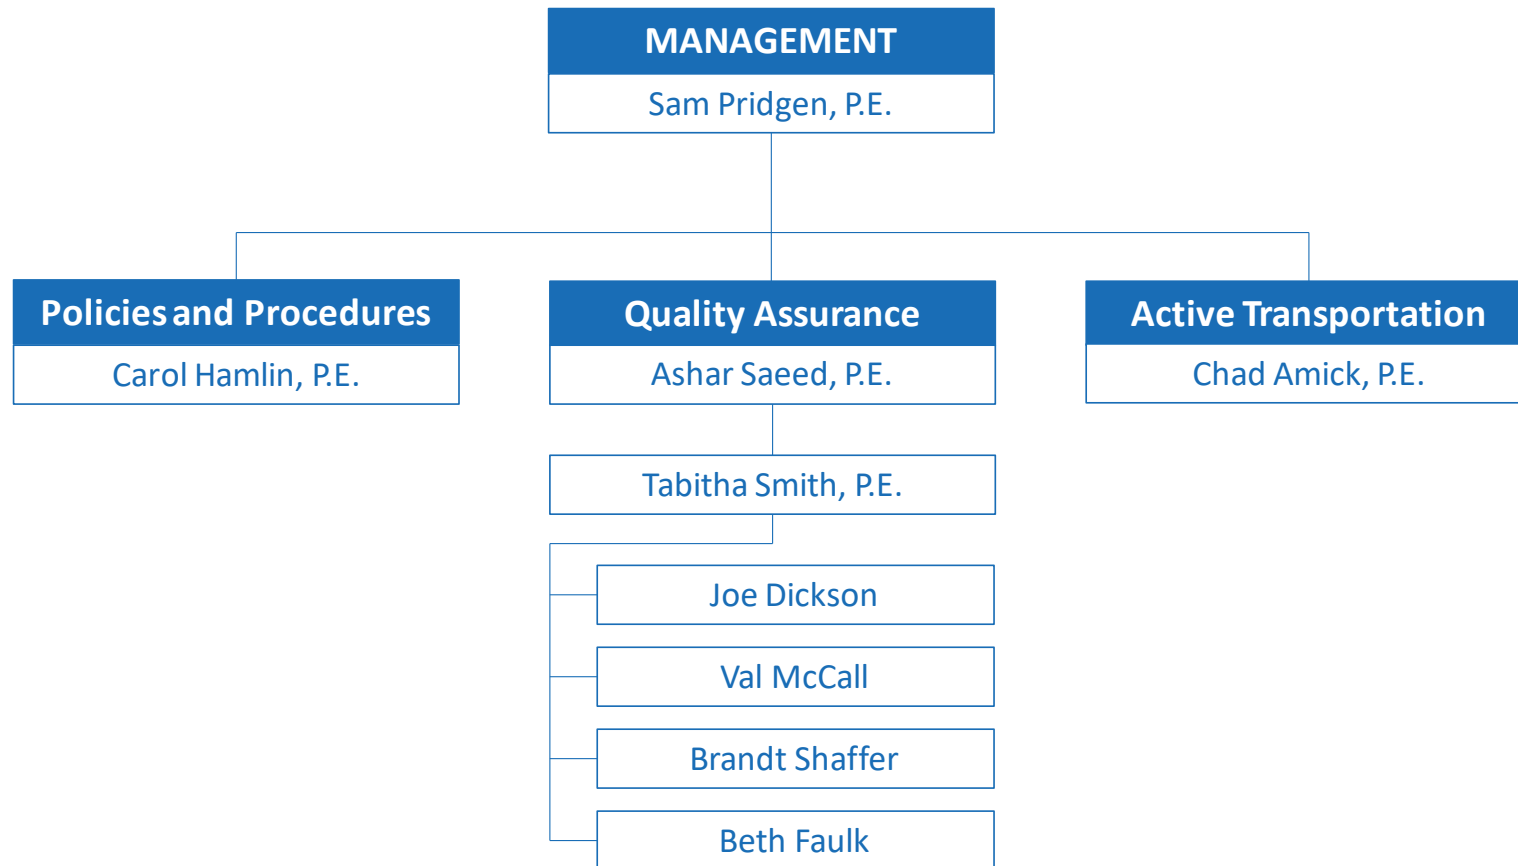 MANAGEMENT
Sam Pridgen, P.E.
Policies and Procedures
Carol Hamlin, P.E.
Quality Assurance
Ashar Saeed, P.E.
Active Transportation
Chad Amick, P.E.
Tabitha Smith, P.E.
Joe Dickson
Val McCall
Brandt Shaffer
Beth Faulk